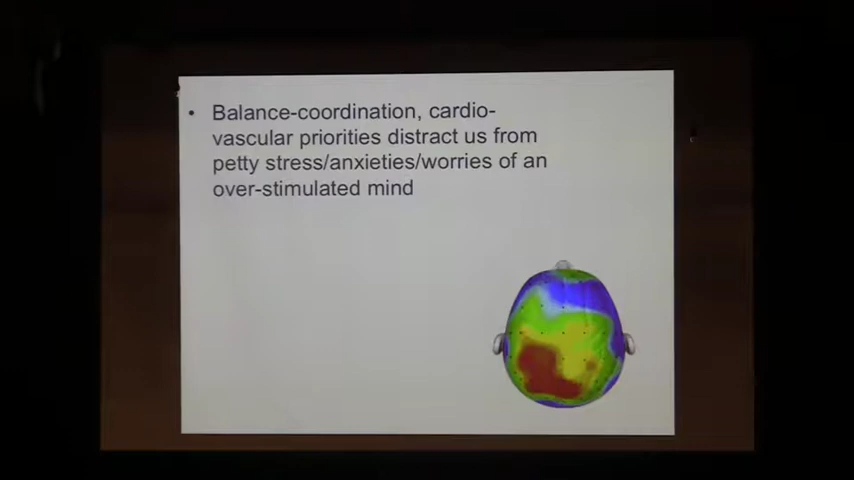 • Balance-coordination, cardio-
vascular priorities distract us from
petty stress/anxieties/worries of an
over-stimulated mind